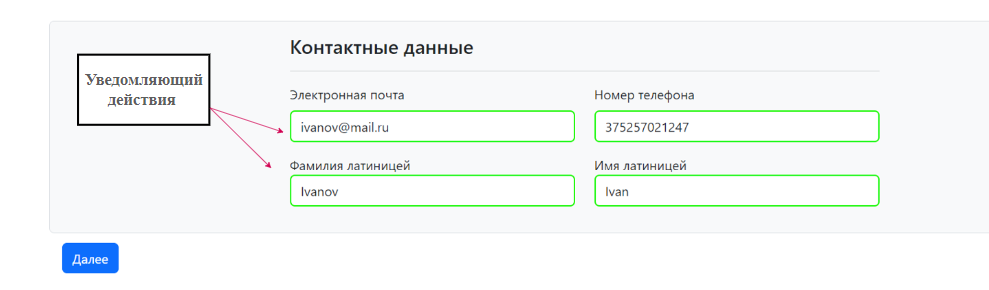 Контактные данные
Уведомляющий
действия
Электронная почта
Номер телефона
ivanov@mail.ru
375257021247
Фамилия латиницей
Имя латиницей
Ivanov
Ivan
Далее